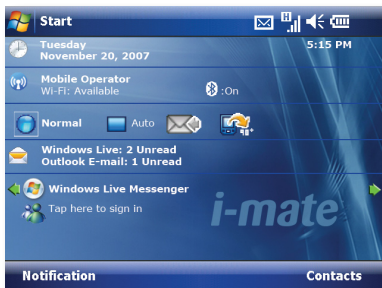 Start
H
Tuesday
November 20, 2007
5:15 PM
Mobile Operator
Wi-Fi: Available
:On
Normal
Auto
Windows Live: 2 Unread
Outlook E-mail: 1 Unread
Windows Live Messenger
Tap here to sign in
i-mate
Notification
Contacts